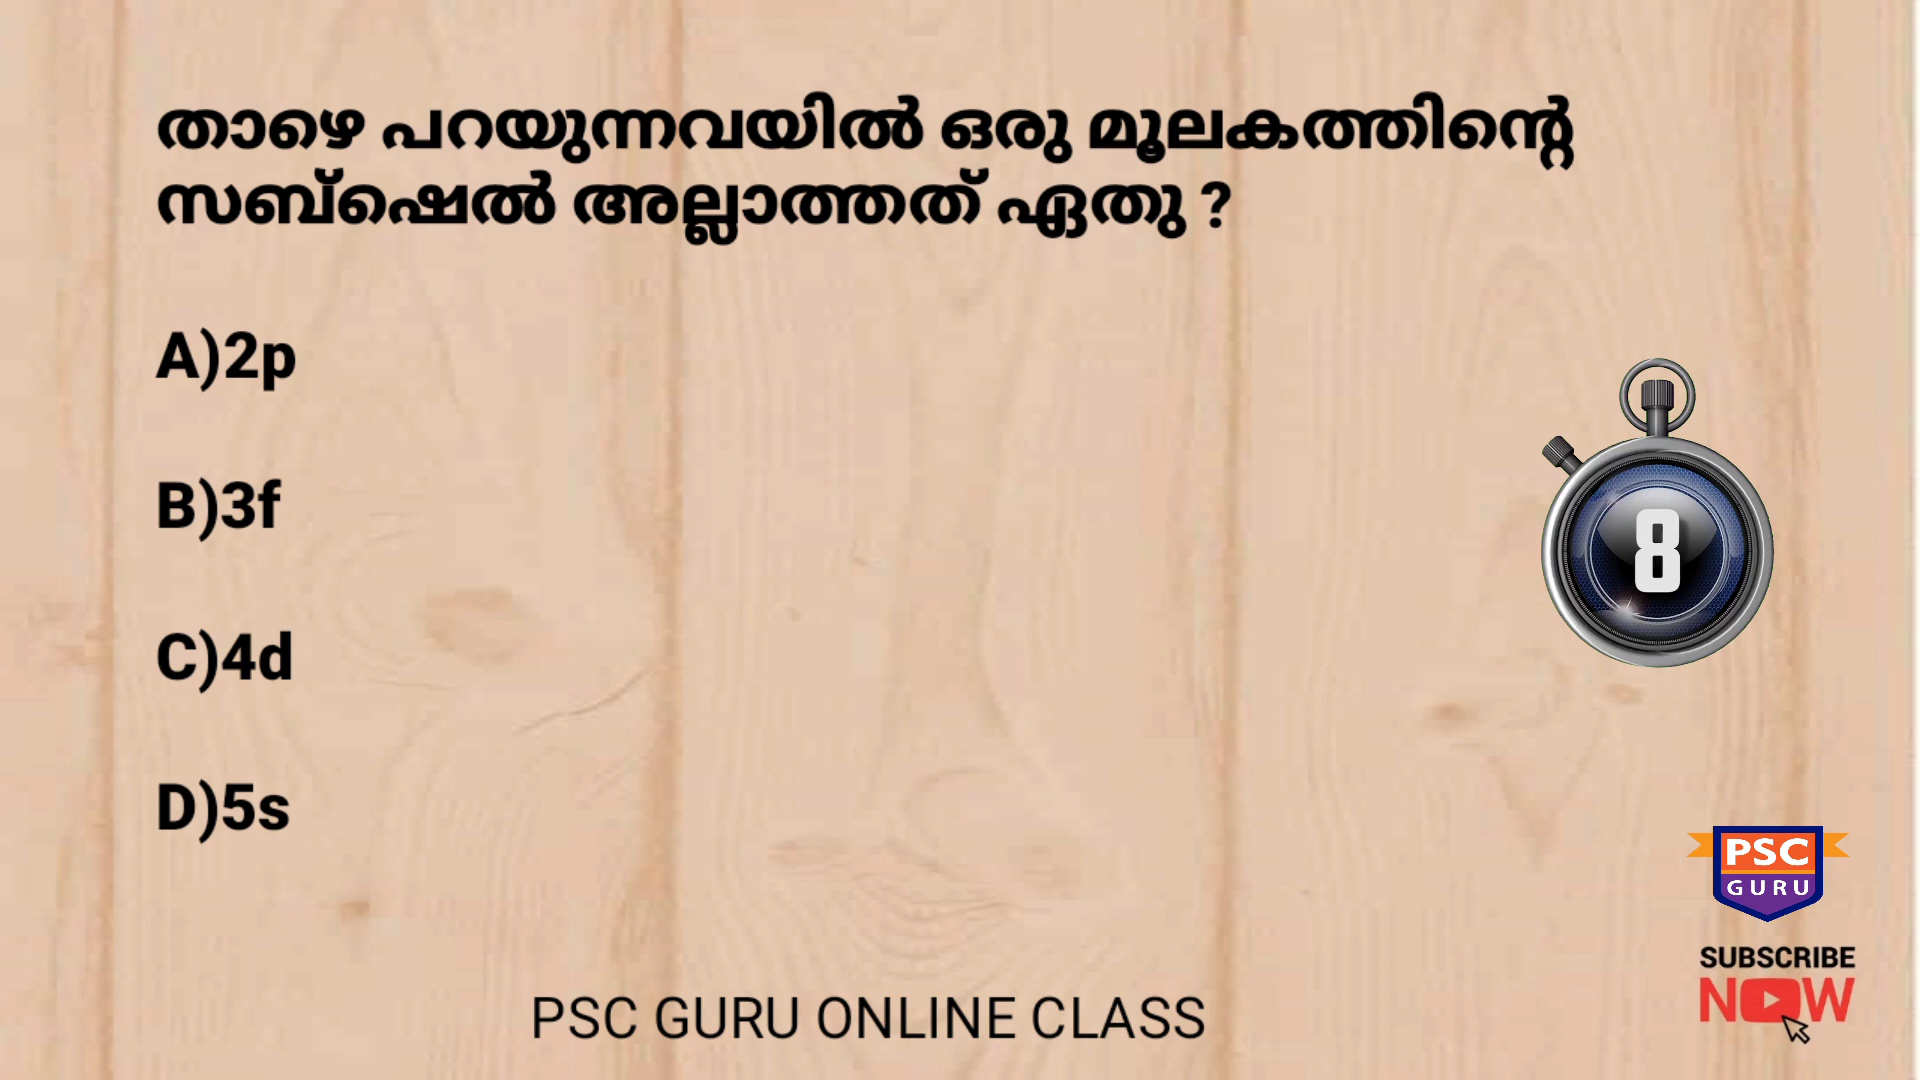 താഴെ പറയുന്നവയിൽ ഒരു മൂലകത്തിന്റെ
സബ്ഷെൽ അല്ലാത്തത് ഏതു ?
A)2p
B)3f
C)4d
D)5s
8
PSC
GURU
SUBSCRIBE
NOW
PSC GURU ONLINE CLASS